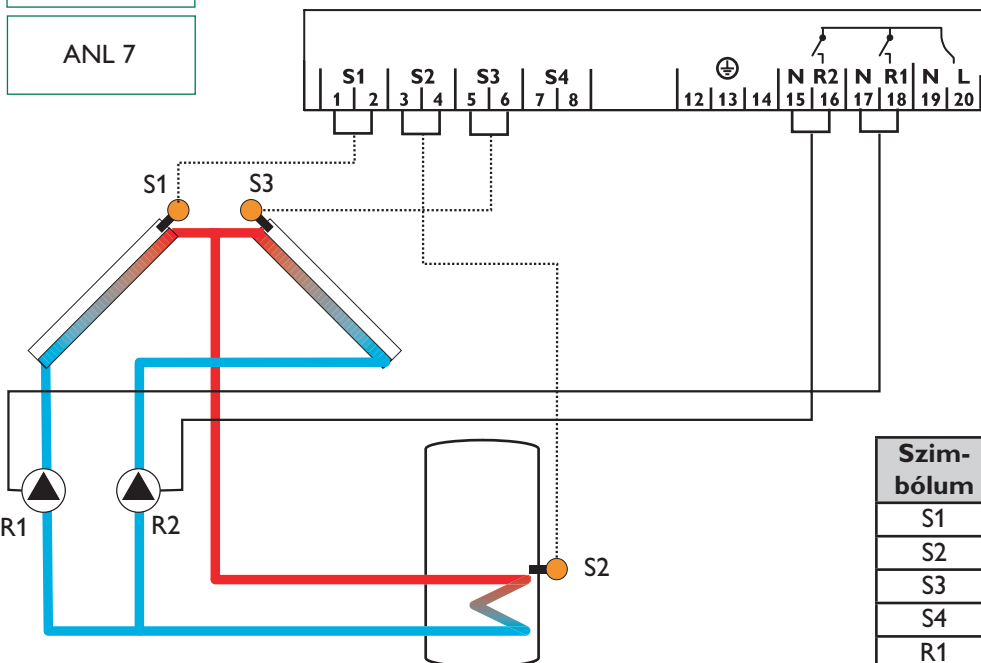 ANL 7
S1 S2 S3 S4 N R2 N R1 N L
1 2 3 4 5 6 7 8 12 13 14 15 16 17 18 19 20
S1 S3
R1 R2
S2
Szim-
bólum
S1
S2
S3
S4
R1